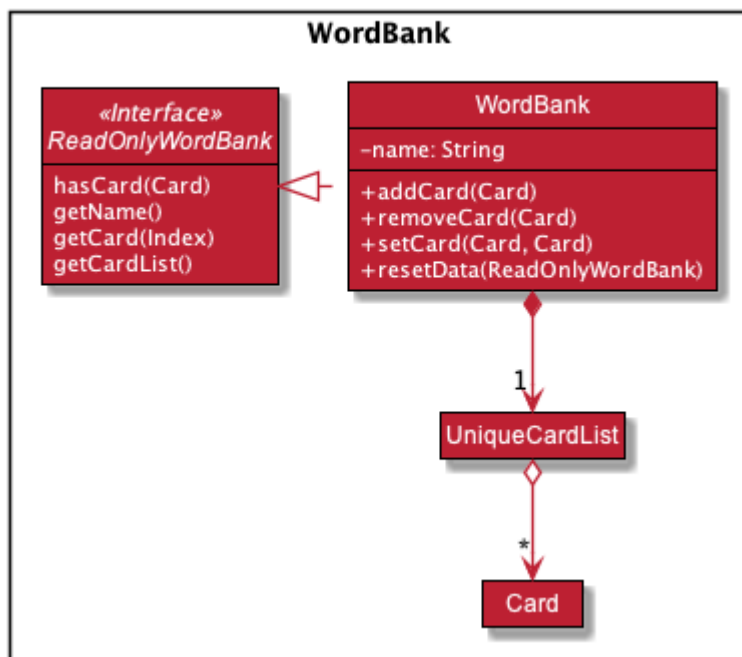 WordBank
«Interface»
ReadOnlyWordBank
hasCard(Card)
getName()
getCard(Index)
getCardList()
WordBank
-name: String
+addCard(Card)
+removeCard(Card)
+setCard(Card, Card)
+resetData(ReadOnlyWordBank)
1
UniqueCardList
*
Card